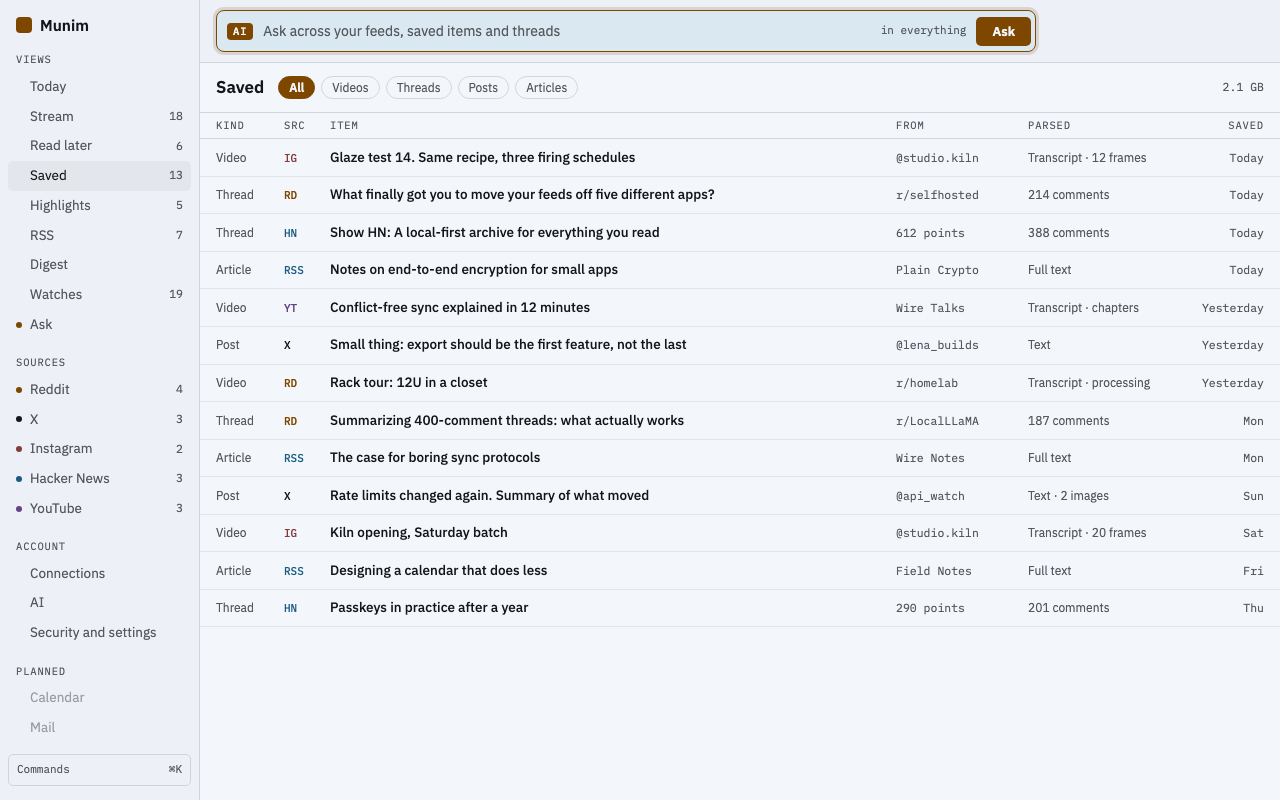 Munim
VIEWS
Today
Stream 18
Read later 6
Saved 13
Highlights 5
RSS 7
Digest
Watches 19
Ask
SOURCES
Reddit 4
X 3
Instagram 2
Hacker News 3
YouTube 3
ACCOUNT
Connections
AI
Security and settings
PLANNED
Calendar
Mail
Commands ⌘K
AI Ask across your feeds, saved items and threads in everything Ask
Saved All Videos Threads Posts Articles 2.1 GB
KIND SRC ITEM FROM PARSED SAVED
Video IG Glaze test 14. Same recipe, three firing schedules @studio.kiln Transcript · 12 frames Today
Thread RD What finally got you to move your feeds off five different apps? r/selfhosted 214 comments Today
Thread HN Show HN: A local-first archive for everything you read 612 points 388 comments Today
Article RSS Notes on end-to-end encryption for small apps Plain Crypto Full text Today
Video YT Conflict-free sync explained in 12 minutes Wire Talks Transcript · chapters Yesterday
Post X Small thing: export should be the first feature, not the last @lena_builds Text Yesterday
Video RD Rack tour: 12U in a closet r/homelab Transcript · processing Yesterday
Thread RD Summarizing 400-comment threads: what actually works r/LocalLLaMA 187 comments Mon
Article RSS The case for boring sync protocols Wire Notes Full text Mon
Post X Rate limits changed again. Summary of what moved @api_watch Text · 2 images Sun
Video IG Kiln opening, Saturday batch @studio.kiln Transcript · 20 frames Sat
Article RSS Designing a calendar that does less Field Notes Full text Fri
Thread HN Passkeys in practice after a year 290 points 201 comments Thu